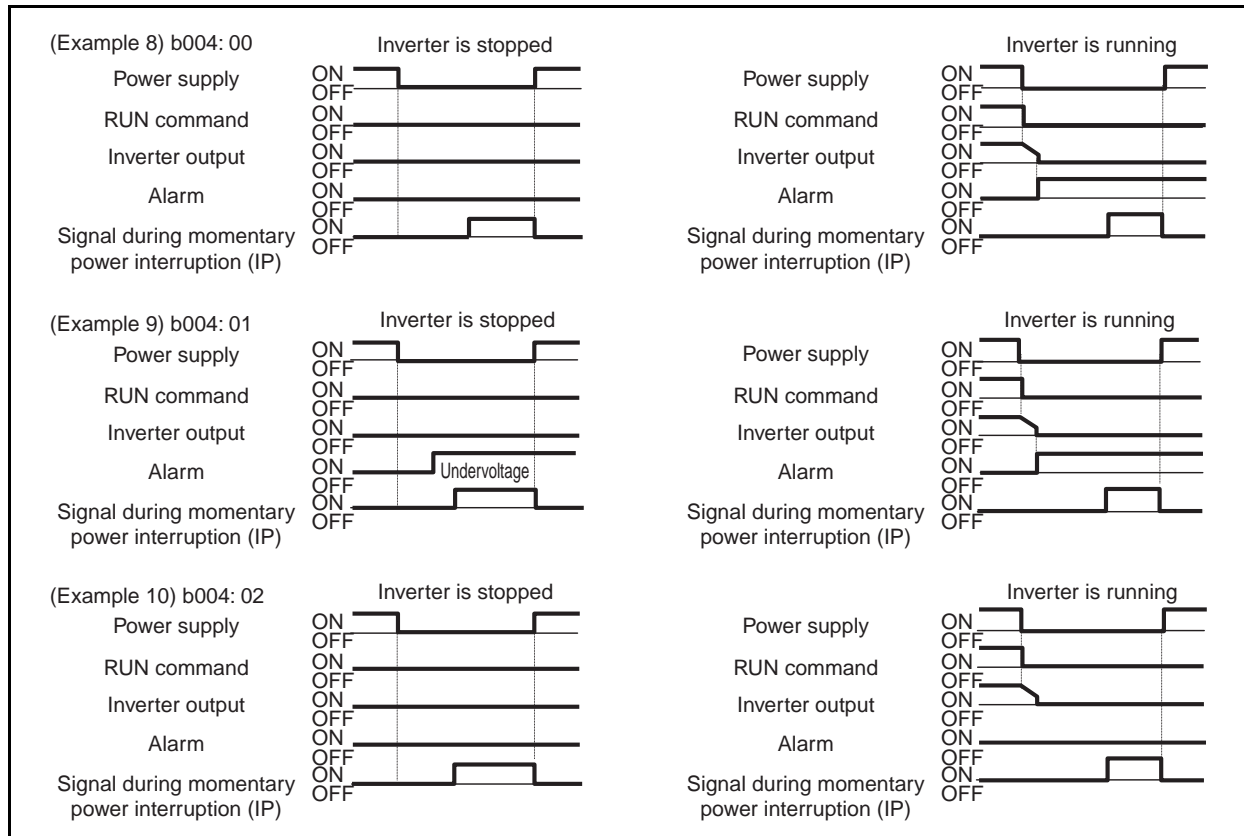 (Example 8) b004: 00
Inverter is stopped
Power supply
ON
OFF
RUN command
ON
OFF
Inverter output
ON
OFF
Alarm
ON
OFF
Signal during momentary
power interruption (IP)
ON
OFF
Inverter is running
Power supply
ON
OFF
RUN command
ON
OFF
Inverter output
ON
OFF
Alarm
ON
OFF
Signal during momentary
power interruption (IP)
ON
OFF
(Example 9) b004: 01
Inverter is stopped
Power supply
ON
OFF
RUN command
ON
OFF
Inverter output
ON
OFF
Alarm
ON
OFF
Undervoltage
Signal during momentary
power interruption (IP)
ON
OFF
Inverter is running
Power supply
ON
OFF
RUN command
ON
OFF
Inverter output
ON
OFF
Alarm
ON
OFF
Signal during momentary
power interruption (IP)
ON
OFF
(Example 10) b004: 02
Inverter is stopped
Power supply
ON
OFF
RUN command
ON
OFF
Inverter output
ON
OFF
Alarm
ON
OFF
Signal during momentary
power interruption (IP)
ON
OFF
Inverter is running
Power supply
ON
OFF
RUN command
ON
OFF
Inverter output
ON
OFF
Alarm
ON
OFF
Signal during momentary
power interruption (IP)
ON
OFF